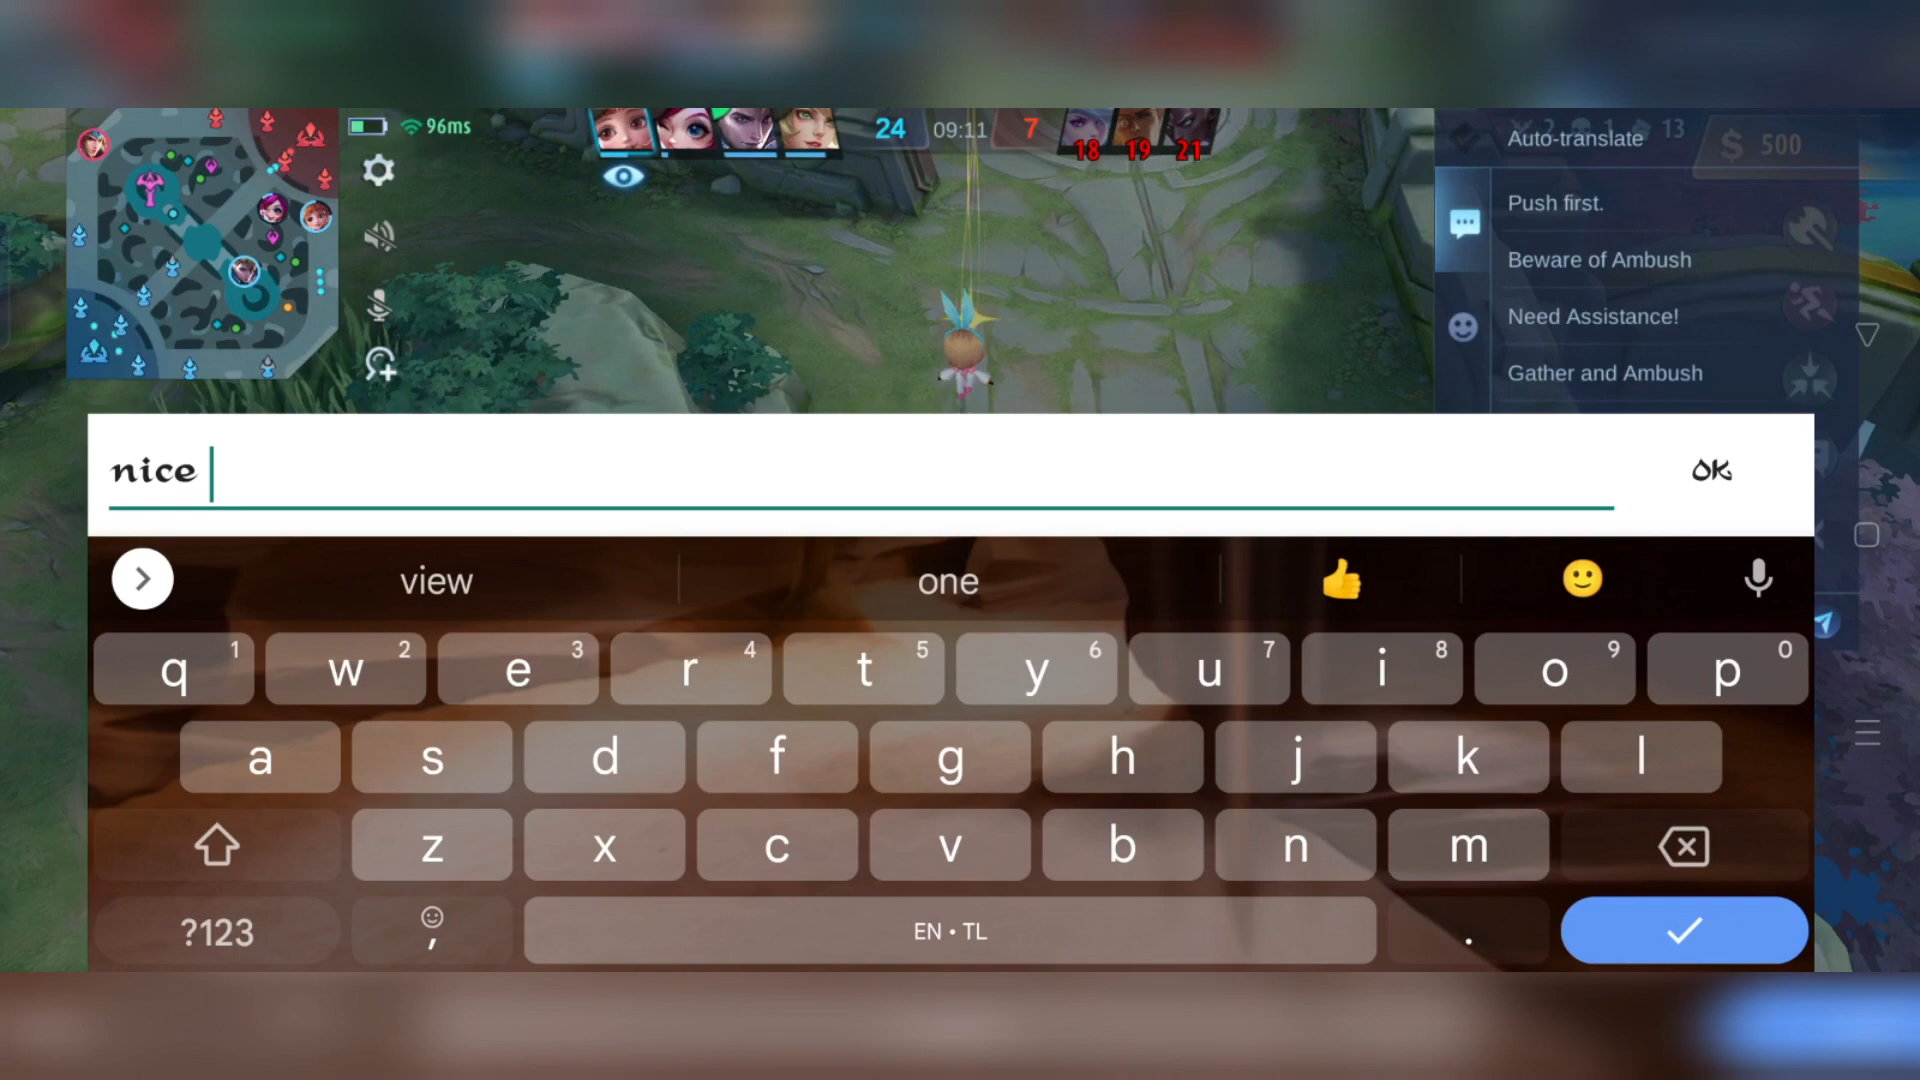 96ms
24 09:11 7
18 19 21
2 1 13
$ 500
Auto-translate
Push first.
Beware of Ambush
Need Assistance!
Gather and Ambush
nice
OK
view one
q 1 w 2 e 3 r 4 t 5 y 6 u 7 i 8 o 9 p 0
a s d f g h j k l
z x c v b n m
?123 , EN • TL .